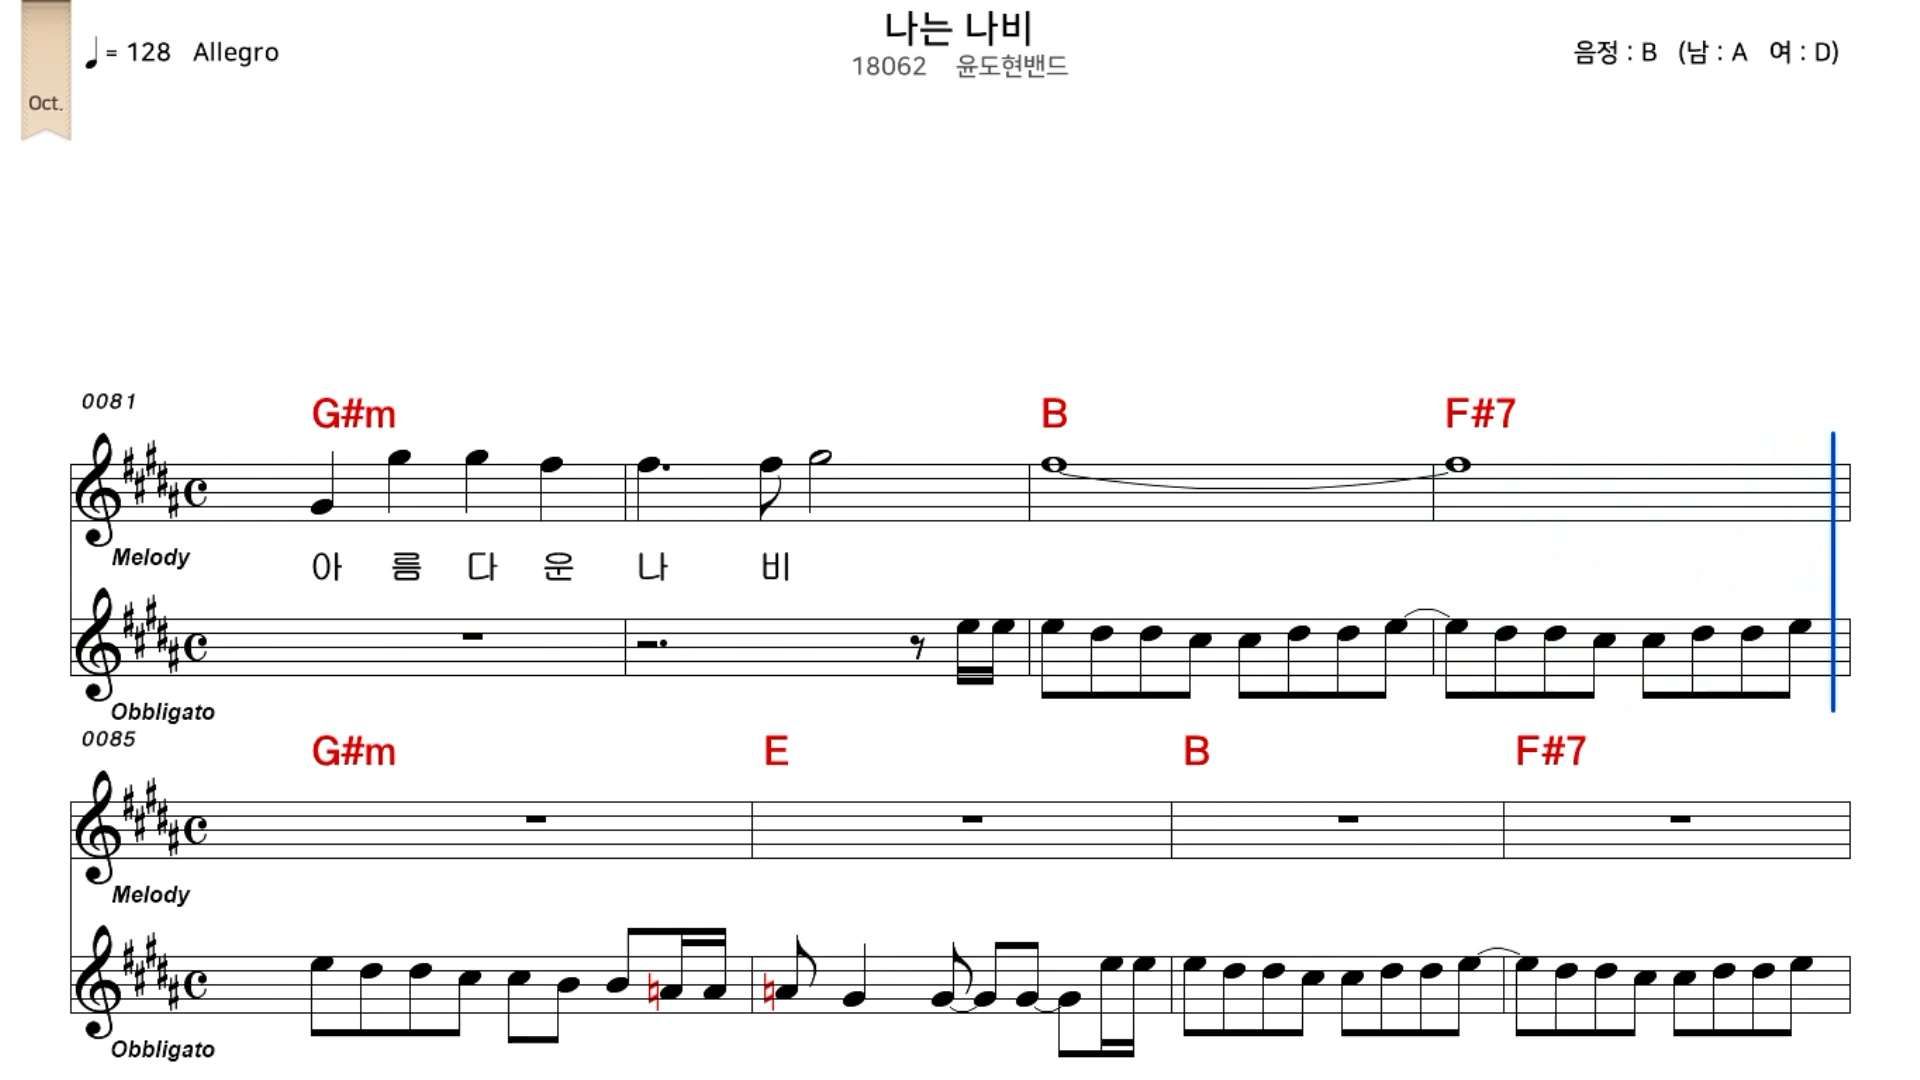 나는 나비
♩= 128 Allegro
18062 윤도현밴드
음정 : B (남 : A 여 : D)
Oct.
0081
G#m B F#7
Melody
아 름 다 운 나 비
Obbligato
0085
G#m E B F#7
Melody
Obbligato